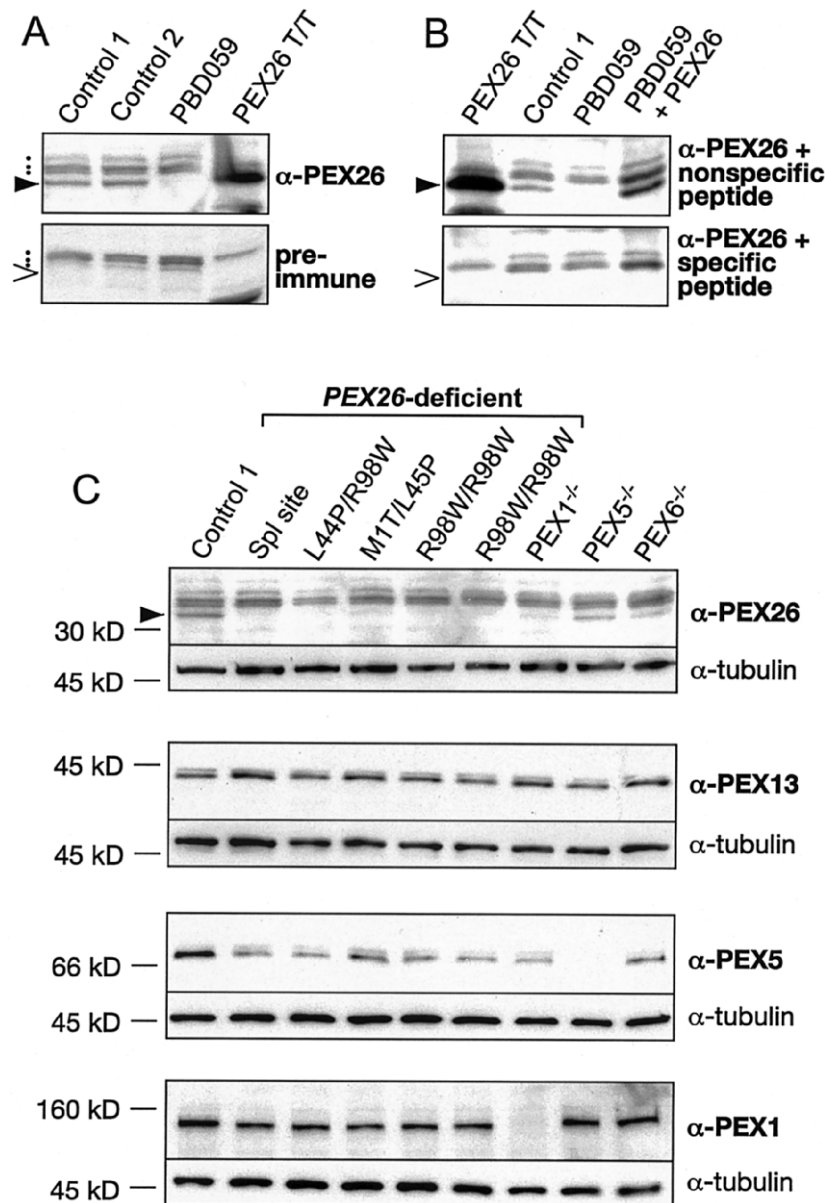 A
Control 1
Control 2
PBD059
PEX26 T/T
α-PEX26
pre-
immune
B
PEX26 T/T
Control 1
PBD059
PBD059
+ PEX26
α-PEX26 +
nonspecific
peptide
α-PEX26 +
specific
peptide
PEX26-deficient
C
Control 1
Spl site
L44P/R98W
M1T/L45P
R98W/R98W
R98W/R98W
PEX1-/-
PEX5-/-
PEX6-/-
30 kD
α-PEX26
45 kD
α-tubulin
45 kD
α-PEX13
45 kD
α-tubulin
66 kD
α-PEX5
45 kD
α-tubulin
160 kD
α-PEX1
45 kD
α-tubulin